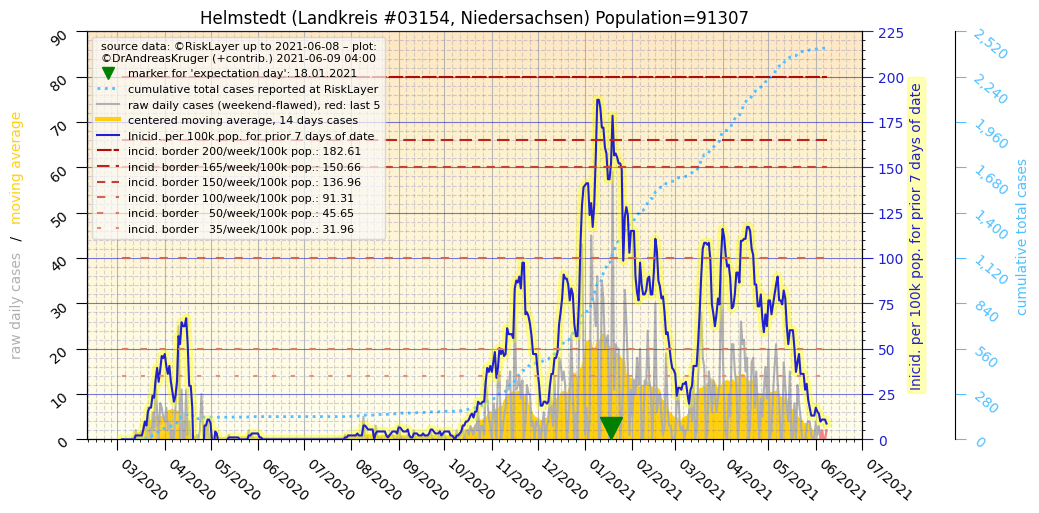 Helmstedt (Landkreis #03154, Niedersachsen) Population=91307
source data: ©RiskLayer up to 2021-06-08 – plot:
©DrAndreasKruger (+contrib.) 2021-06-09 04:00
marker for 'expectation day': 18.01.2021
cumulative total cases reported at RiskLayer
raw daily cases (weekend-flawed), red: last 5
centered moving average, 14 days cases
Inicid. per 100k pop. for prior 7 days of date
incid. border 200/week/100k pop.: 182.61
incid. border 165/week/100k pop.: 150.66
incid. border 150/week/100k pop.: 136.96
incid. border 100/week/100k pop.: 91.31
incid. border 50/week/100k pop.: 45.65
incid. border 35/week/100k pop.: 31.96
raw daily cases / moving average
90
80
70
60
50
40
30
20
10
0
225
200
175
150
125
100
75
50
25
0
Inicid. per 100k pop. for prior 7 days of date
2,520
2,240
1,960
1,680
1,400
1,120
840
560
280
0
cumulative total cases
03/2020
04/2020
05/2020
06/2020
07/2020
08/2020
09/2020
10/2020
11/2020
12/2020
01/2021
02/2021
03/2021
04/2021
05/2021
06/2021
07/2021